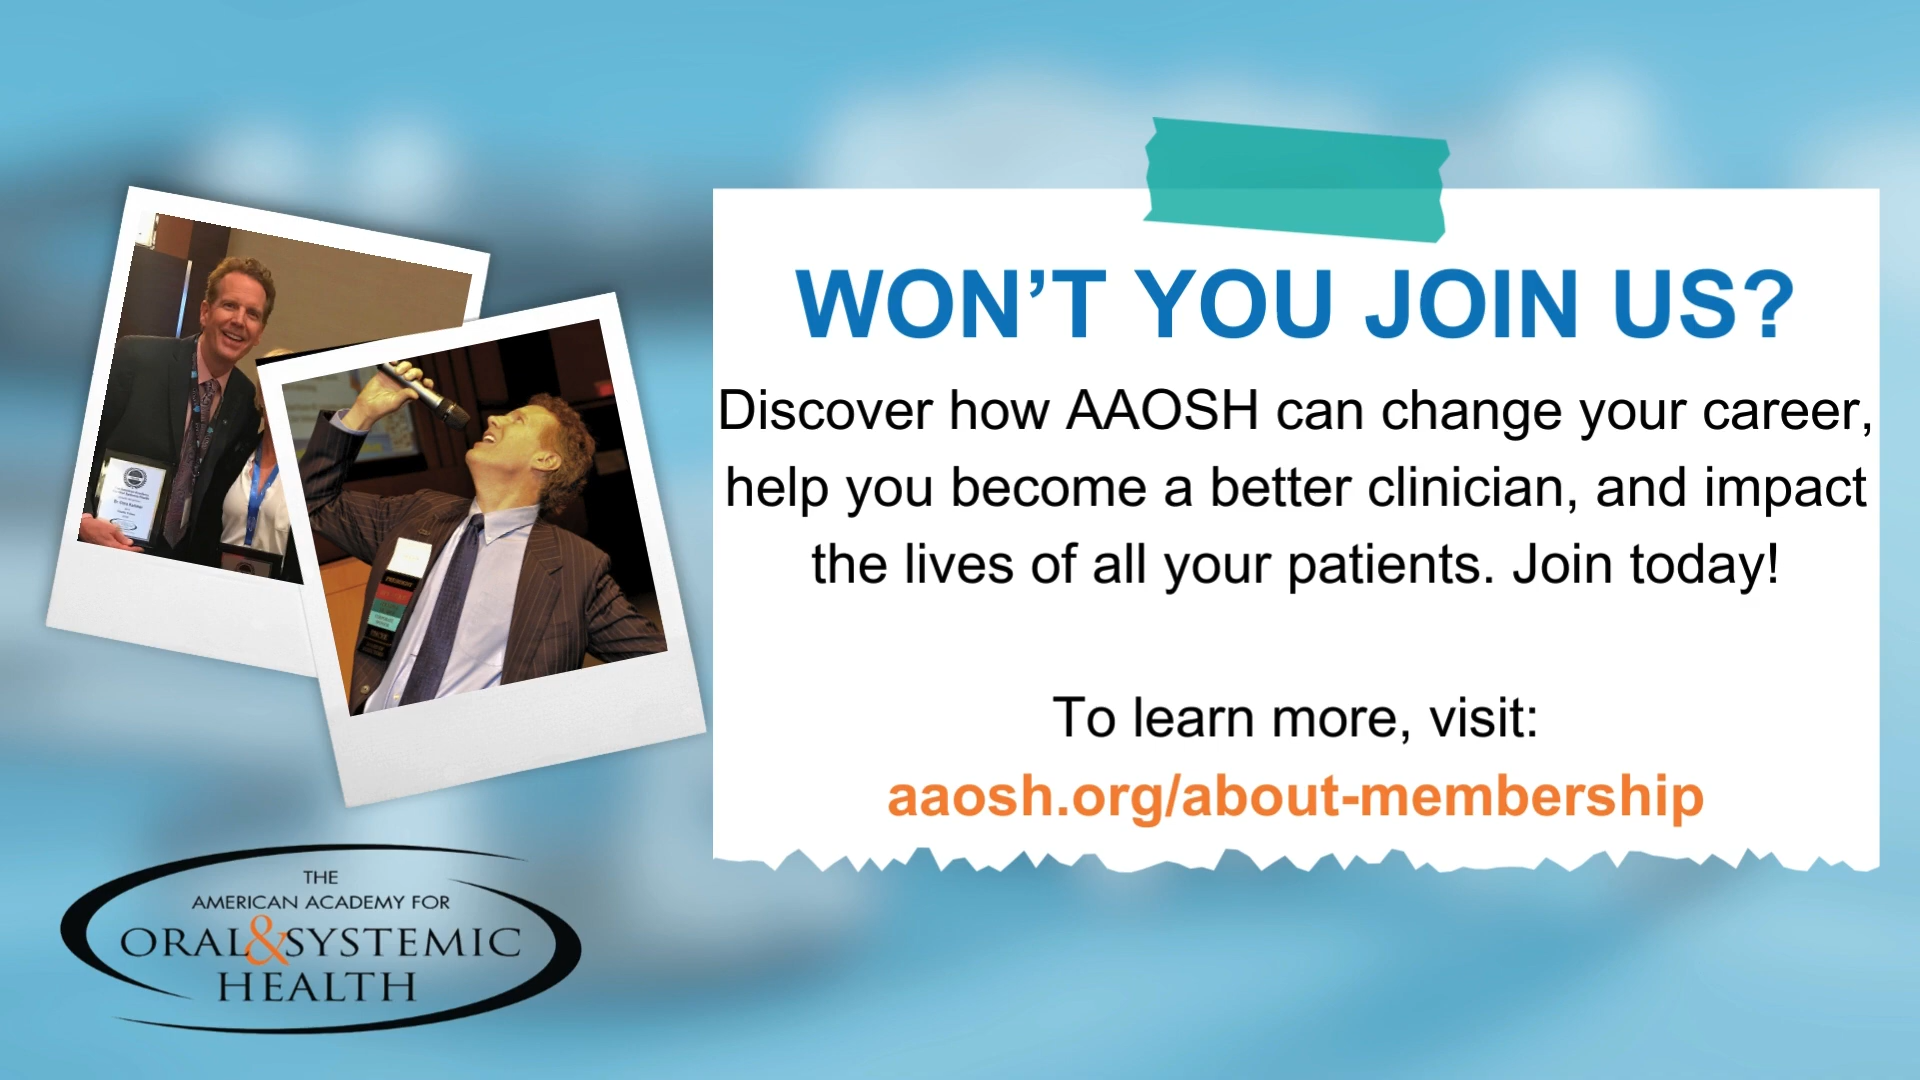 WON'T YOU JOIN US?
Discover how AAOSH can change your career,
help you become a better clinician, and impact
the lives of all your patients. Join today!
To learn more, visit:
aaosh.org/about-membership
THE
AMERICAN ACADEMY FOR
ORAL&SYSTEMIC
HEALTH
PRESIDENT